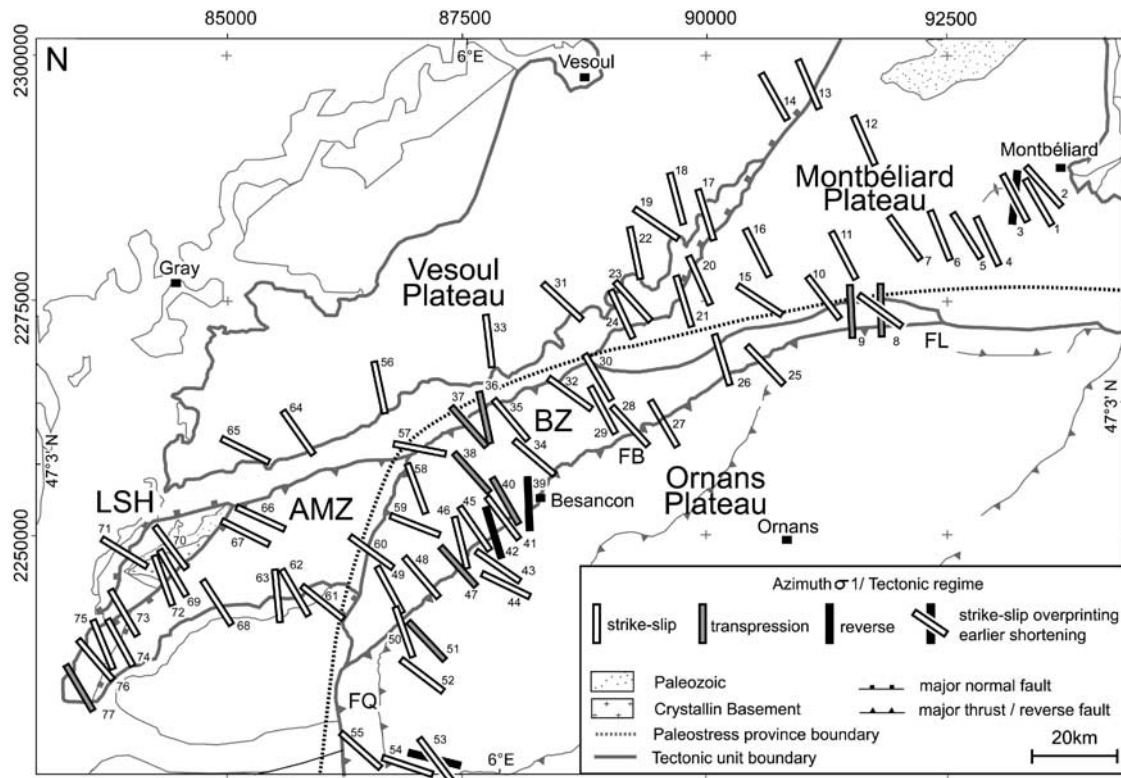 85000 87500 90000 92500
2300000
2275000
2250000
N
6°E
Vesoul
14
13
12
Montbéliard
Montbéliard
Plateau
18
17
19
22
16
2
3
1
11
7
6
5
4
Gray
Vesoul
Plateau
31
23
20
15
10
24
21
33
9
8
FL
30
26
25
56
36
37
35
32
BZ
28
29
27
FB
64
65
57
34
47°3' N
47°3' N
38
58
39
Besancon
Ornans
Plateau
LSH
AMZ
40
66
59
46
45
41
Ornans
71
67
42
70
60
43
48
47
44
63
62
49
61
69
72
68
73
75
50
51
74
52
76
77
FQ
55
54
53
6°E
Azimuth σ 1/ Tectonic regime
strike-slip
transpression
reverse
strike-slip overprinting
earlier shortening
Paleozoic
major normal fault
Crystallin Basement
major thrust / reverse fault
Paleostress province boundary
Tectonic unit boundary
20km